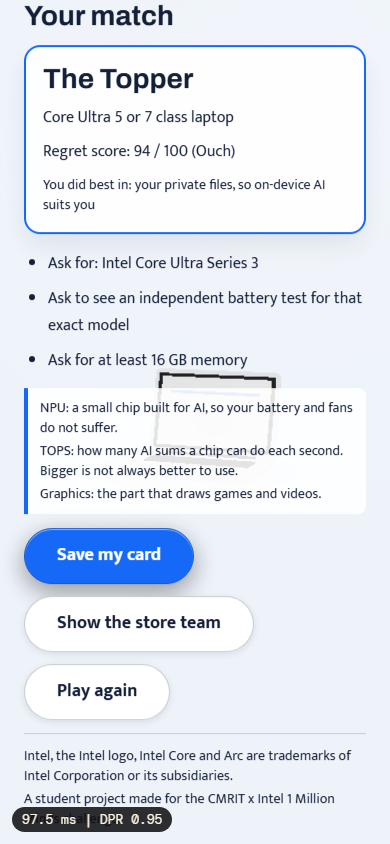 Your match
The Topper
Core Ultra 5 or 7 class laptop
Regret score: 94 / 100 (Ouch)
You did best in: your private files, so on-device AI
suits you
Ask for: Intel Core Ultra Series 3
Ask to see an independent battery test for that
exact model
Ask for at least 16 GB memory
NPU: a small chip built for AI, so your battery and fans
do not suffer.
TOPS: how many AI sums a chip can do each second.
Bigger is not always better to use.
Graphics: the part that draws games and videos.
Save my card
Show the store team
Play again
Intel, the Intel logo, Intel Core and Arc are trademarks of
Intel Corporation or its subsidiaries.
A student project made for the CMRIT x Intel 1 Million
97.5 ms | DPR 0.95